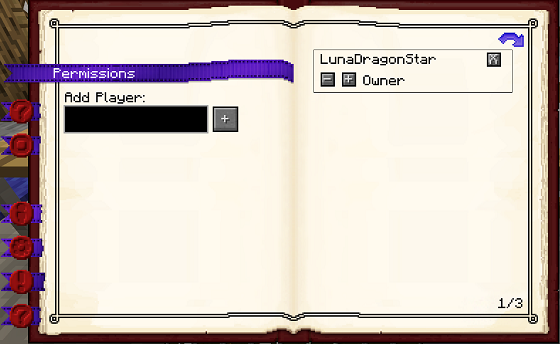 Permissions
Add Player:
+
LunaDragonStar
Owner
1/3